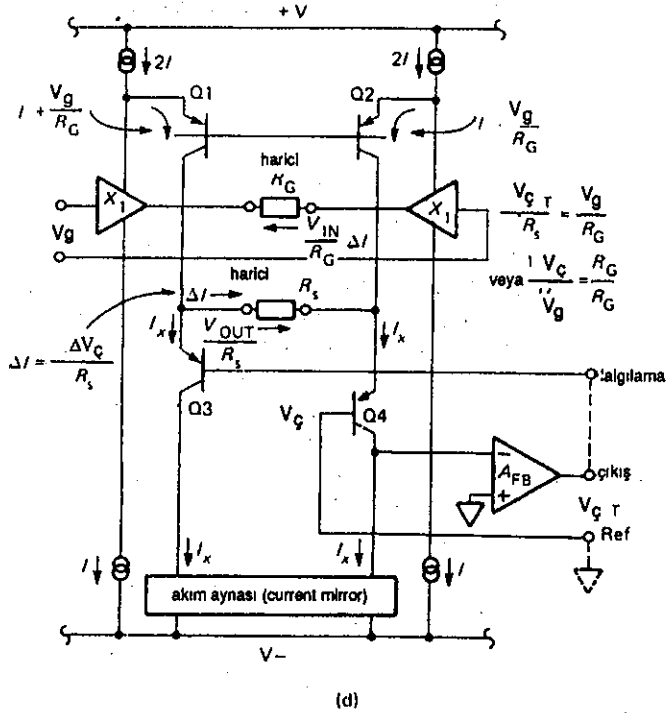 + V
2I
2I
Q1
Q2
I + Vg/RG
I Vg/RG
harici
RG
X1
X1
Vg
VIN/RG ΔI
VÇ T/Rs = Vg/RG
veya VÇ/Vg = RG/RG
harici
ΔI
Rs
Ix
VOUT/Rs
Ix
ΔI = ΔVÇ/Rs
Q3
VÇ
Q4
algılama
−
AFB
+
çıkış
VÇ T
Ref
I
Ix
Ix
I
akım aynası (current mirror)
V−
(d)